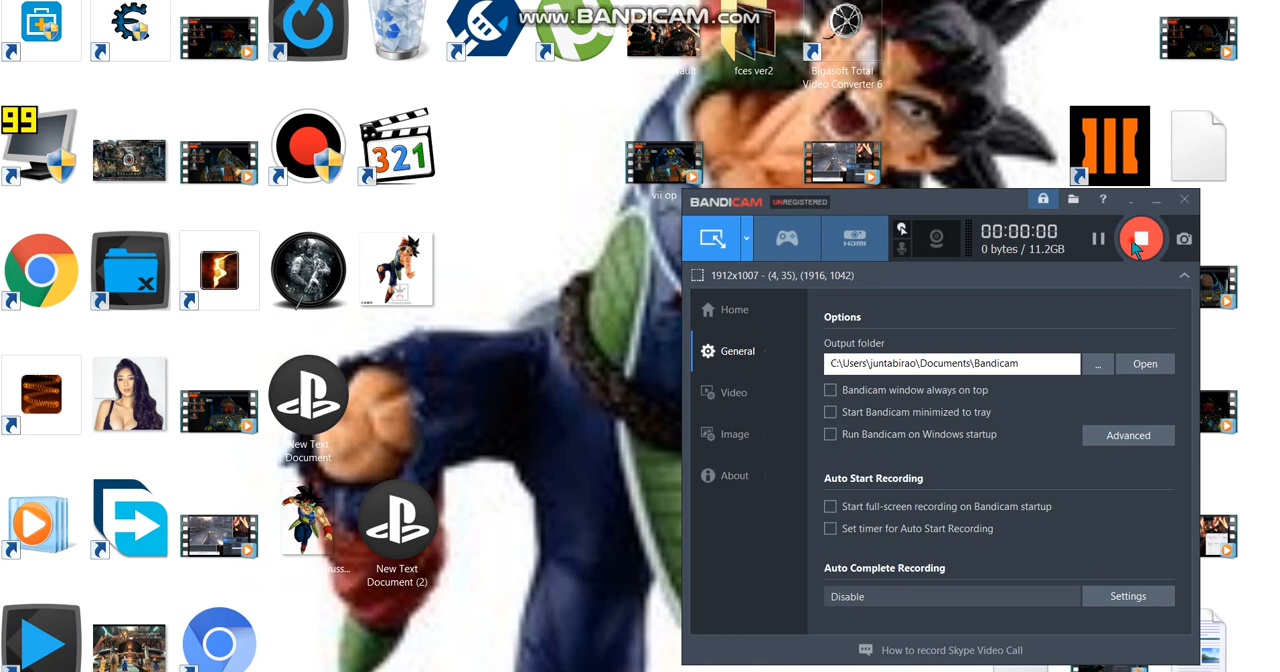 www.BANDICAM.com
fces ver2
Bigasoft Total
Video Converter 6
99
321
vii op
BANDICAM UNREGISTERED
?
HDMI
00:00:00
0 bytes / 11.2GB
1912x1007 - (4, 35), (1916, 1042)
Home
General
Video
Image
About
Options
Output folder
C:\Users\juntabirao\Documents\Bandicam
...
Open
Bandicam window always on top
Start Bandicam minimized to tray
Run Bandicam on Windows startup
Advanced
Auto Start Recording
Start full-screen recording on Bandicam startup
Set timer for Auto Start Recording
Auto Complete Recording
Disable
Settings
How to record Skype Video Call
New Text
Document
New Text
Document (2)